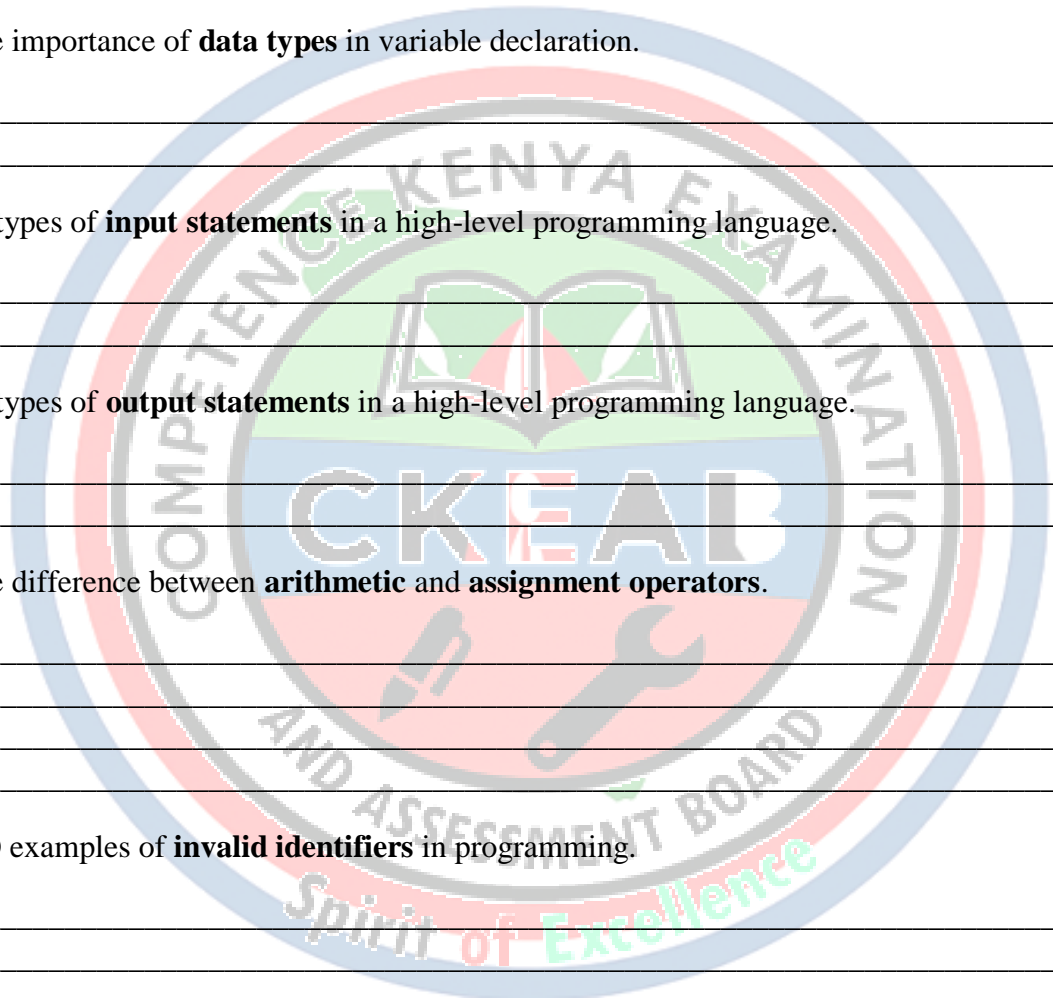 e importance of data types in variable declaration.
types of input statements in a high-level programming language.
types of output statements in a high-level programming language.
e difference between arithmetic and assignment operators.
examples of invalid identifiers in programming.
COMPETENCE KENYA EXAMINATION
AND ASSESSMENT BOARD
CKEAB
Spirit of Excellence